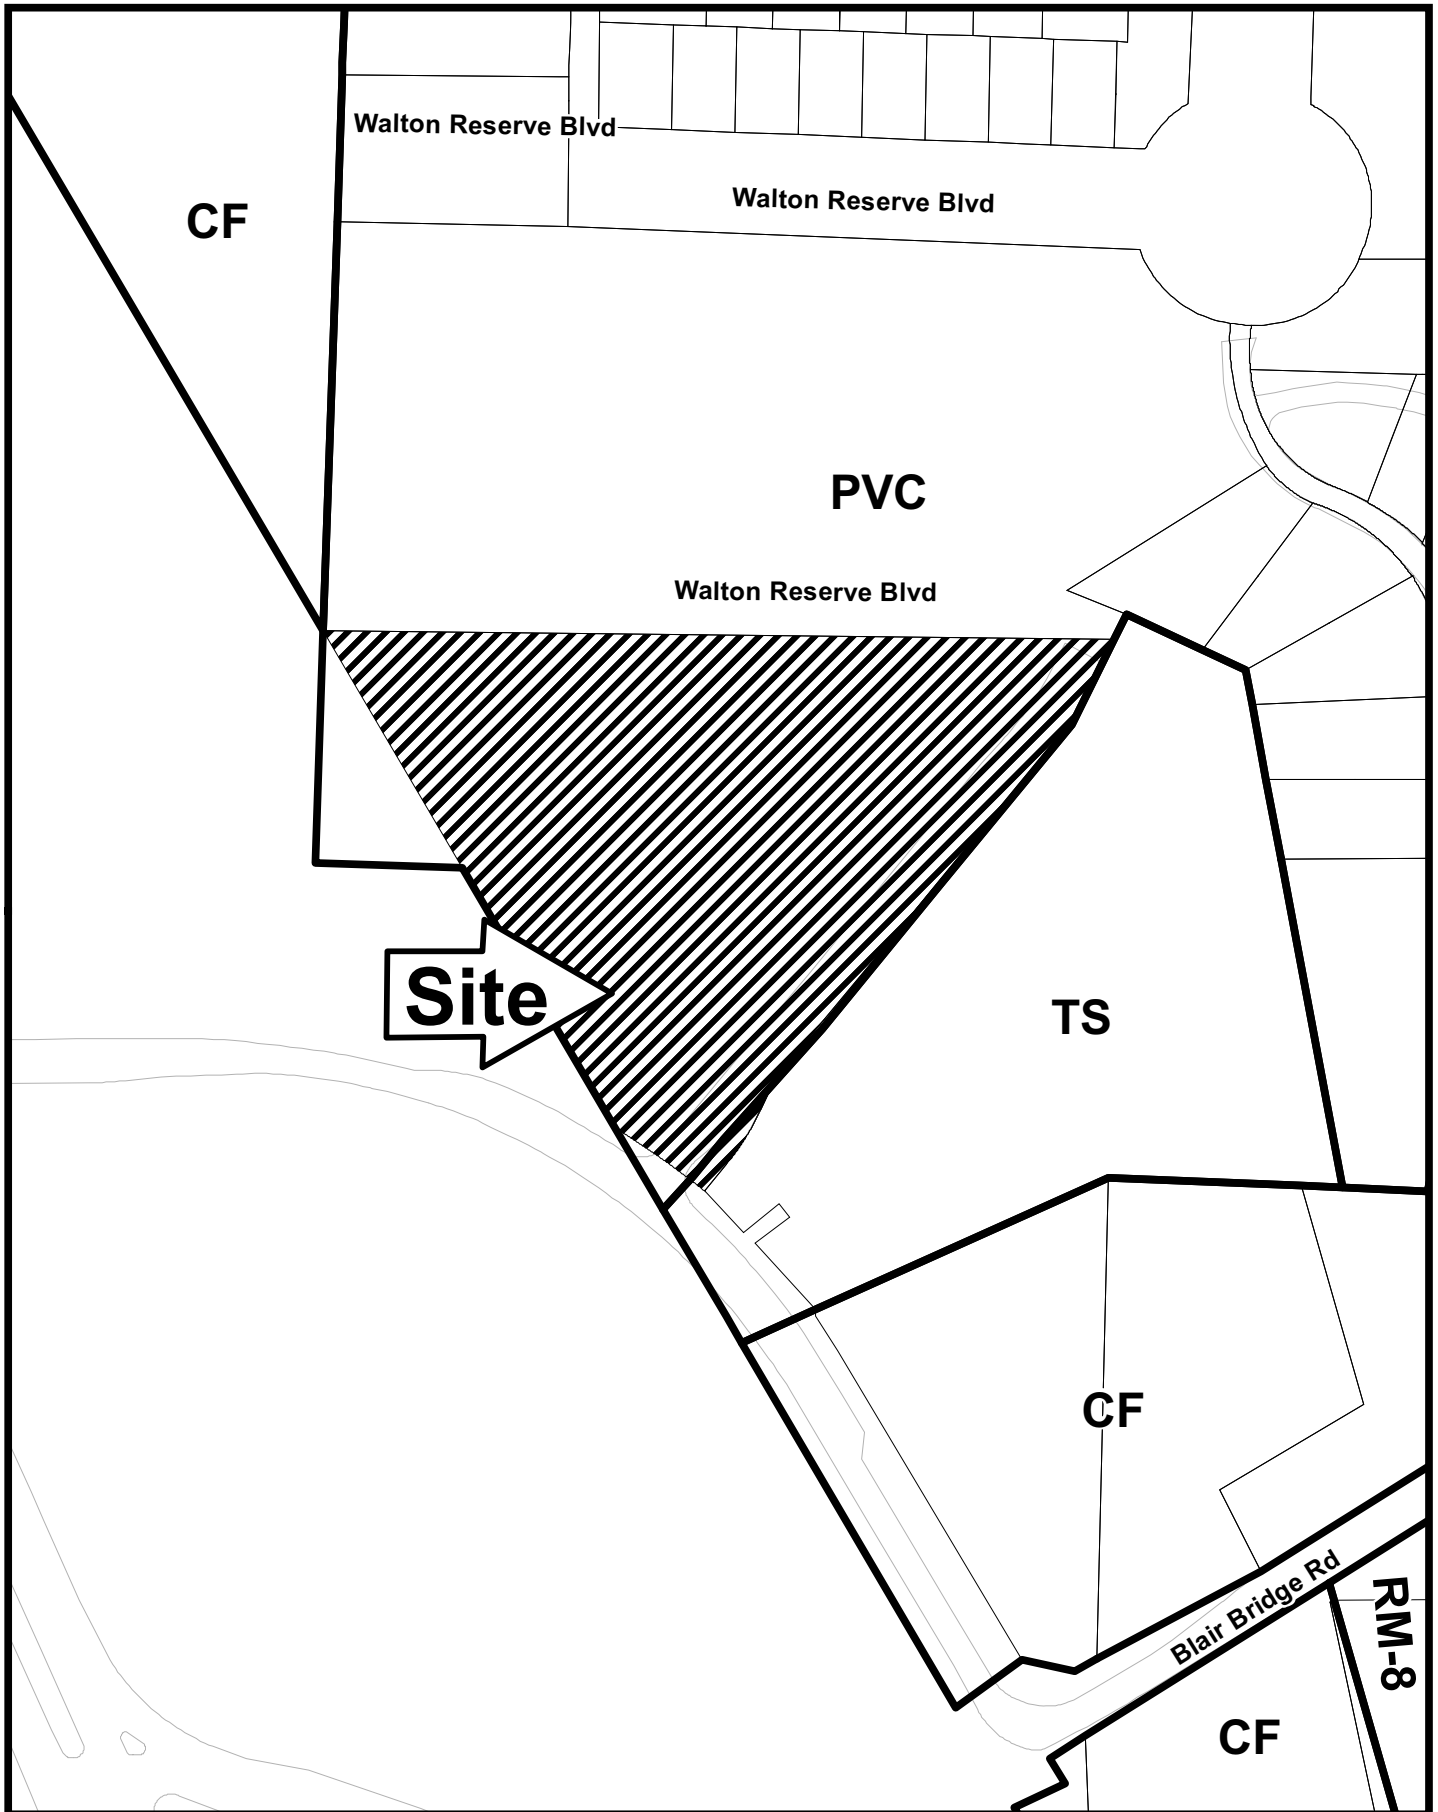 Walton Reserve Blvd
Walton Reserve Blvd
CF
PVC
Walton Reserve Blvd
Site
TS
CF
Blair Bridge Rd
RM-8
CF